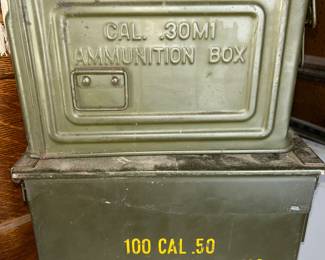 CAL. .30M1
AMMUNITION BOX
100 CAL .50